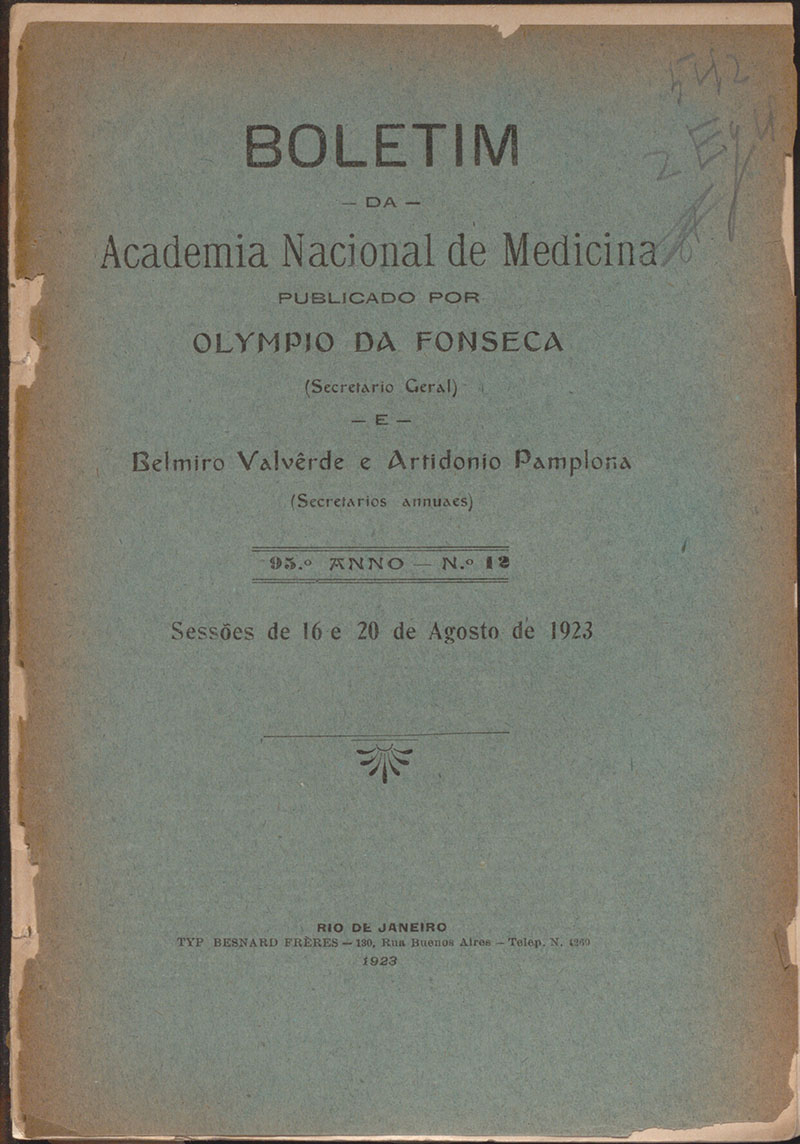 542
BOLETIM
— DA —
Academia Nacional de Medicina
PUBLICADO POR
OLYMPIO DA FONSECA
(Secretario Geral)
— E —
Belmiro Valvêrde e Artidonio Pamplona
(Secretarios annuaes)
95.º ANNO — N.º 12
Sessões de 16 e 20 de Agosto de 1923
RIO DE JANEIRO
TYP BESNARD FRÈRES — 130, Rua Buenos Aires — Telep. N.
1923